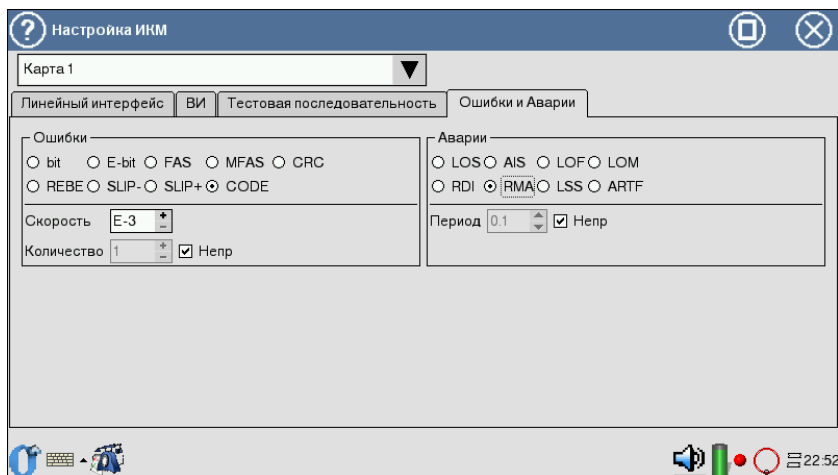 Настройка ИКМ
Карта 1
Линейный интерфейс ВИ Тестовая последовательность Ошибки и Аварии
Ошибки
bit E-bit FAS MFAS CRC
REBE SLIP- SLIP+ CODE
Скорость E-3
Количество 1 Непр
Аварии
LOS AIS LOF LOM
RDI RMA LSS ARTF
Период 0.1 Непр
22:52